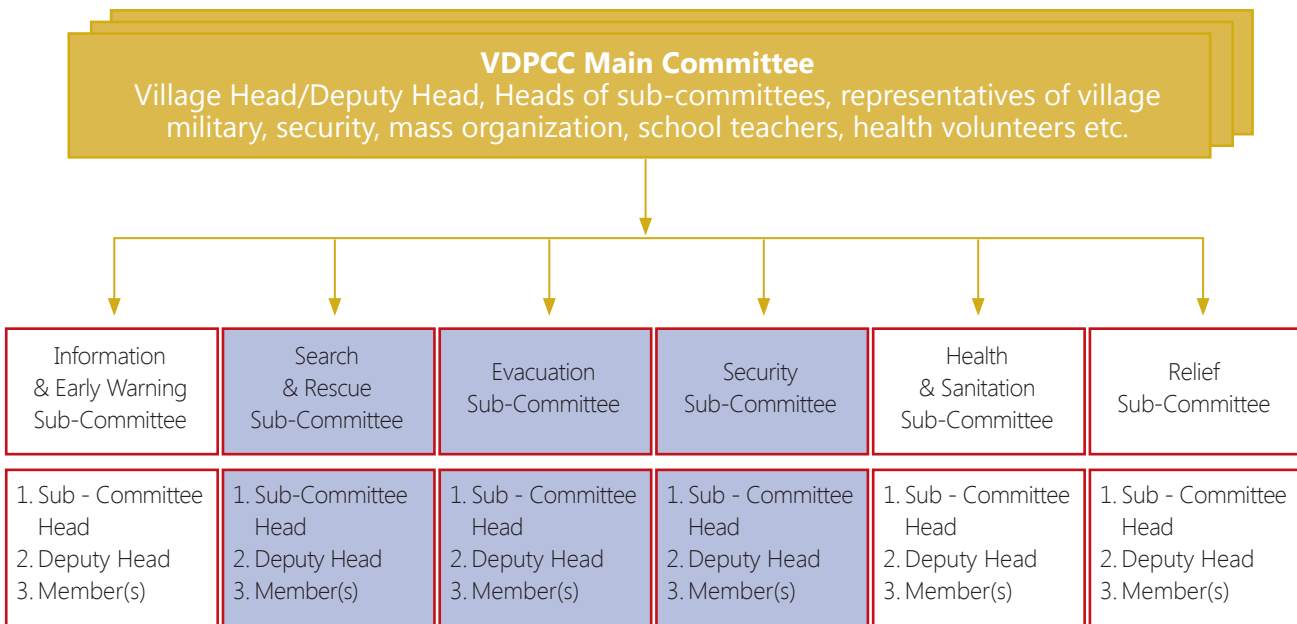 VDPCC Main Committee
Village Head/Deputy Head, Heads of sub-committees, representatives of village
military, security, mass organization, school teachers, health volunteers etc.
Information
& Early Warning
Sub-Committee
Search
& Rescue
Sub-Committee
Evacuation
Sub-Committee
Security
Sub-Committee
Health
& Sanitation
Sub-Committee
Relief
Sub-Committee
1. Sub - Committee
Head
2. Deputy Head
3. Member(s)
1. Sub-Committee
Head
2. Deputy Head
3. Member(s)
1. Sub - Committee
Head
2. Deputy Head
3. Member(s)
1. Sub - Committee
Head
2. Deputy Head
3. Member(s)
1. Sub - Committee
Head
2. Deputy Head
3. Member(s)
1. Sub - Committee
Head
2. Deputy Head
3. Member(s)